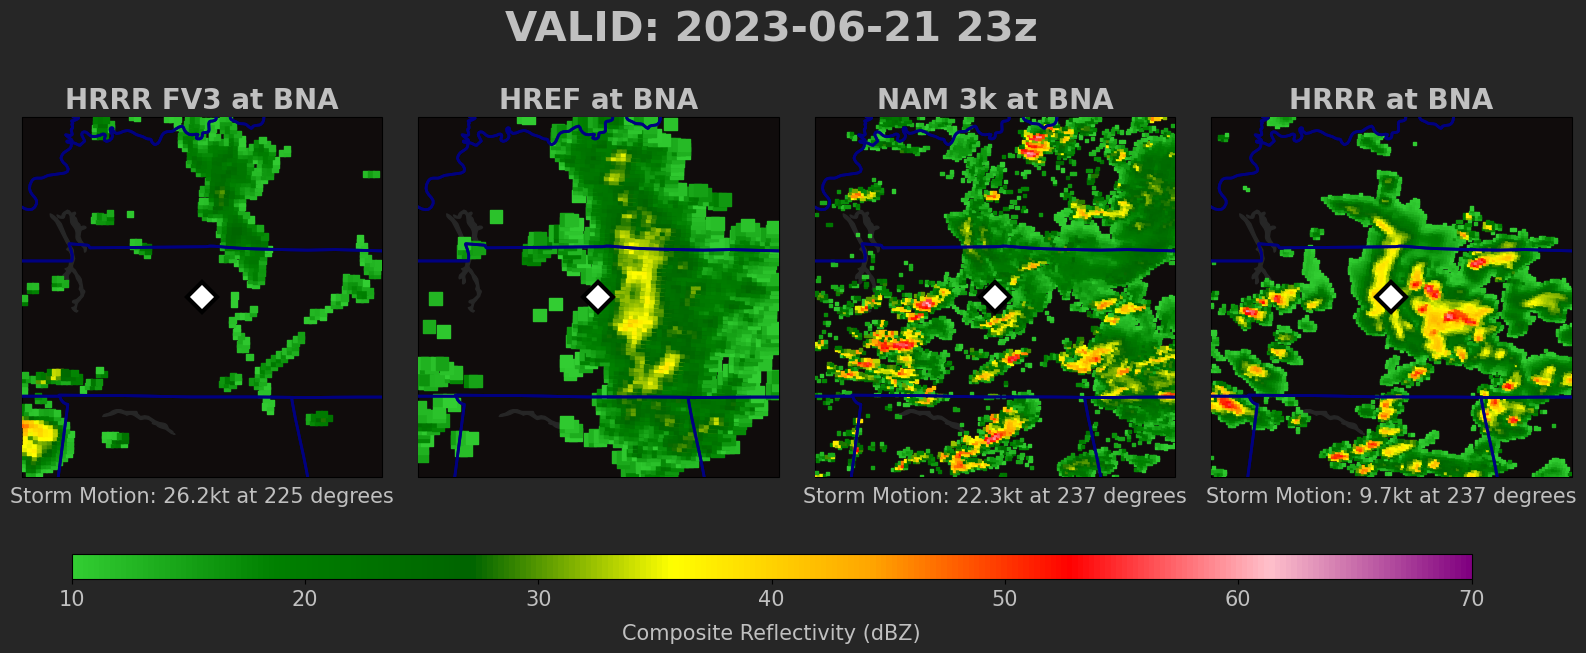 VALID: 2023-06-21 23z
HRRR FV3 at BNA
HREF at BNA
NAM 3k at BNA
HRRR at BNA
Storm Motion: 26.2kt at 225 degrees
Storm Motion: 22.3kt at 237 degrees
Storm Motion: 9.7kt at 237 degrees
10 20 30 40 50 60 70
Composite Reflectivity (dBZ)